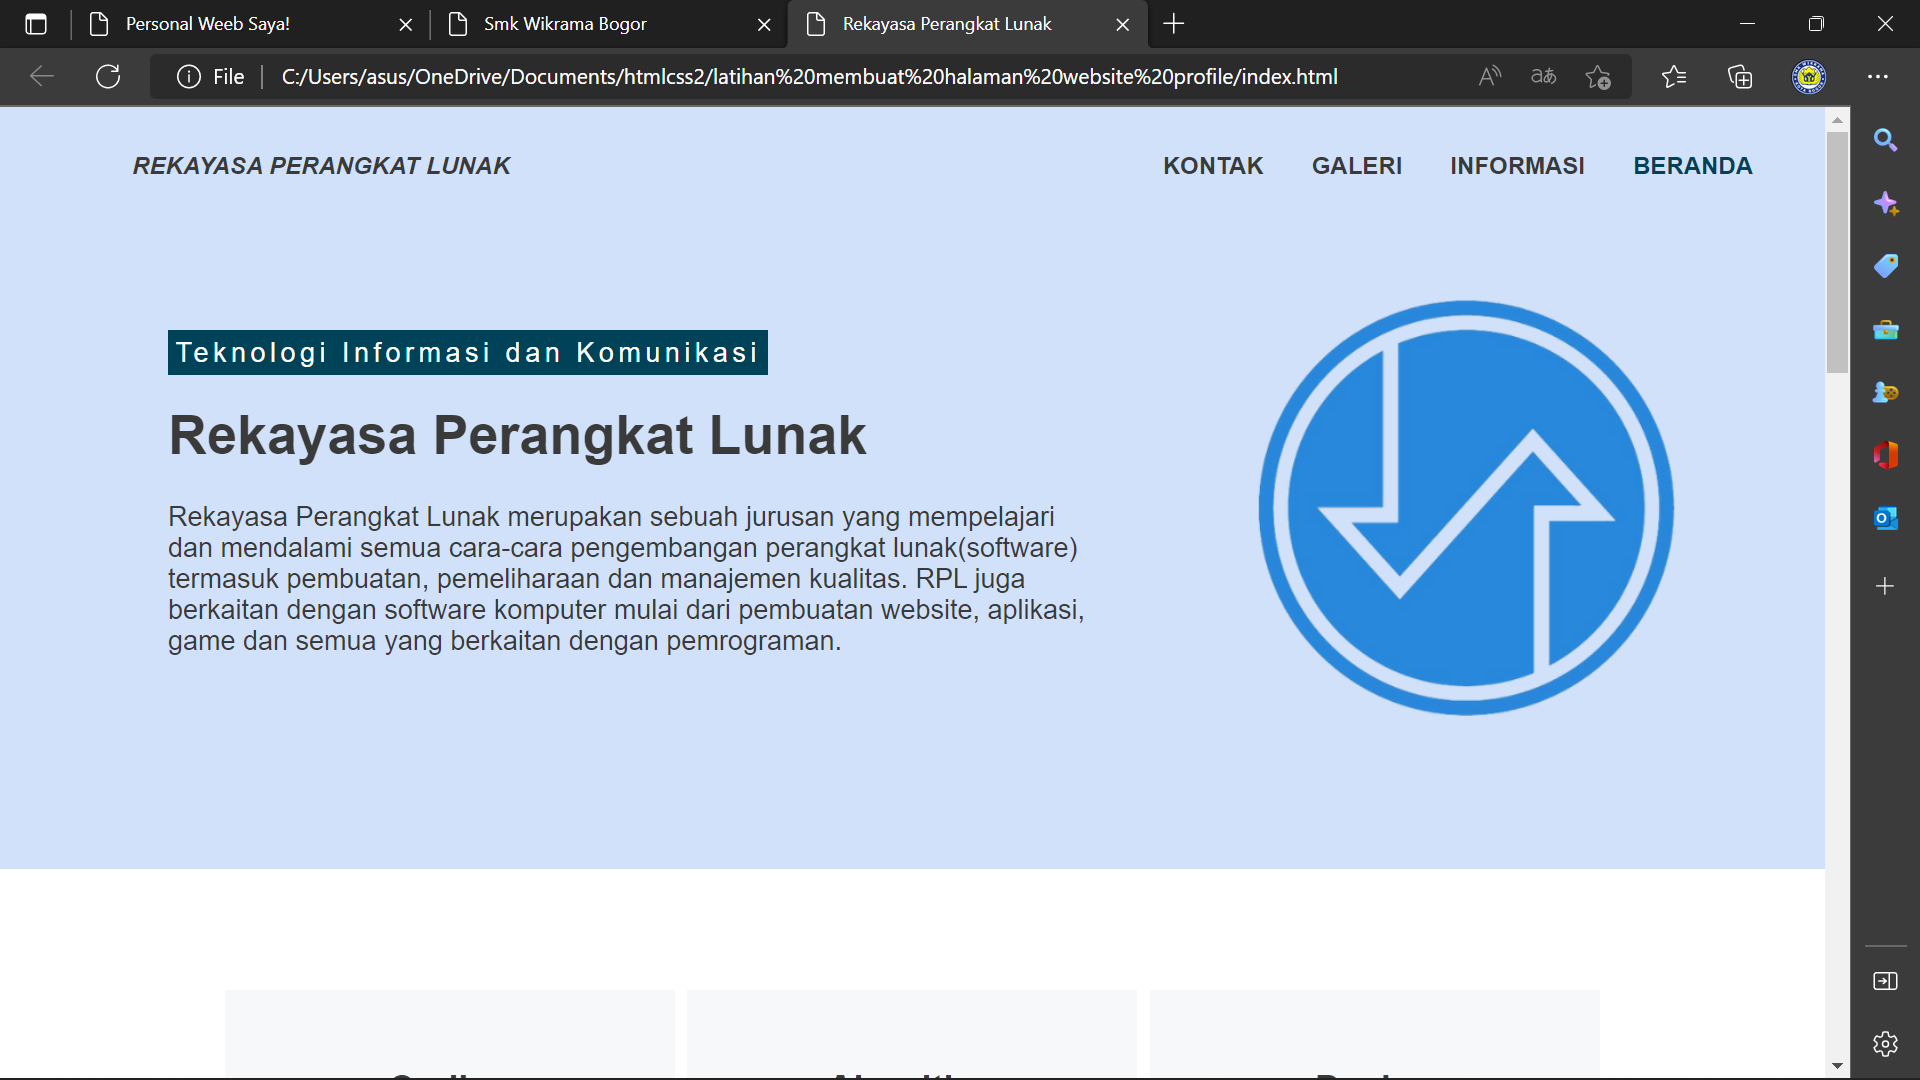 Personal Weeb Saya!
Smk Wikrama Bogor
Rekayasa Perangkat Lunak
File
C:/Users/asus/OneDrive/Documents/htmlcss2/latihan%20membuat%20halaman%20website%20profile/index.html
REKAYASA PERANGKAT LUNAK
KONTAK GALERI INFORMASI BERANDA
Teknologi Informasi dan Komunikasi
Rekayasa Perangkat Lunak
Rekayasa Perangkat Lunak merupakan sebuah jurusan yang mempelajari
dan mendalami semua cara-cara pengembangan perangkat lunak(software)
termasuk pembuatan, pemeliharaan dan manajemen kualitas. RPL juga
berkaitan dengan software komputer mulai dari pembuatan website, aplikasi,
game dan semua yang berkaitan dengan pemrograman.